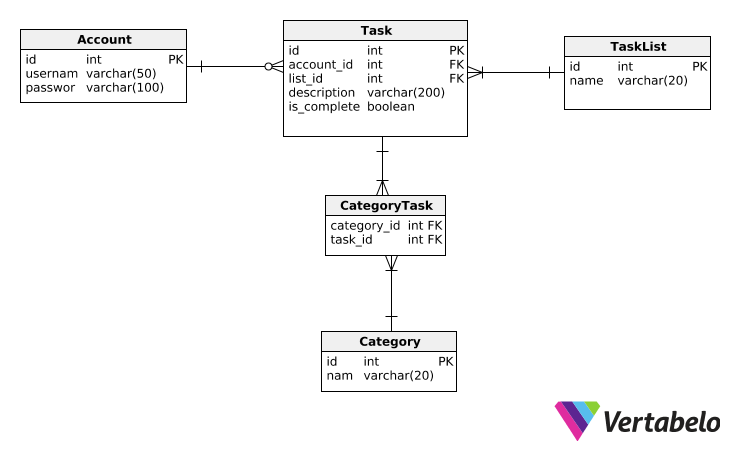 Account
id int PK
usernam varchar(50)
passwor varchar(100)
Task
id int PK
account_id int FK
list_id int FK
description varchar(200)
is_complete boolean
TaskList
id int PK
name varchar(20)
CategoryTask
category_id int FK
task_id int FK
Category
id int PK
nam varchar(20)
Vertabelo